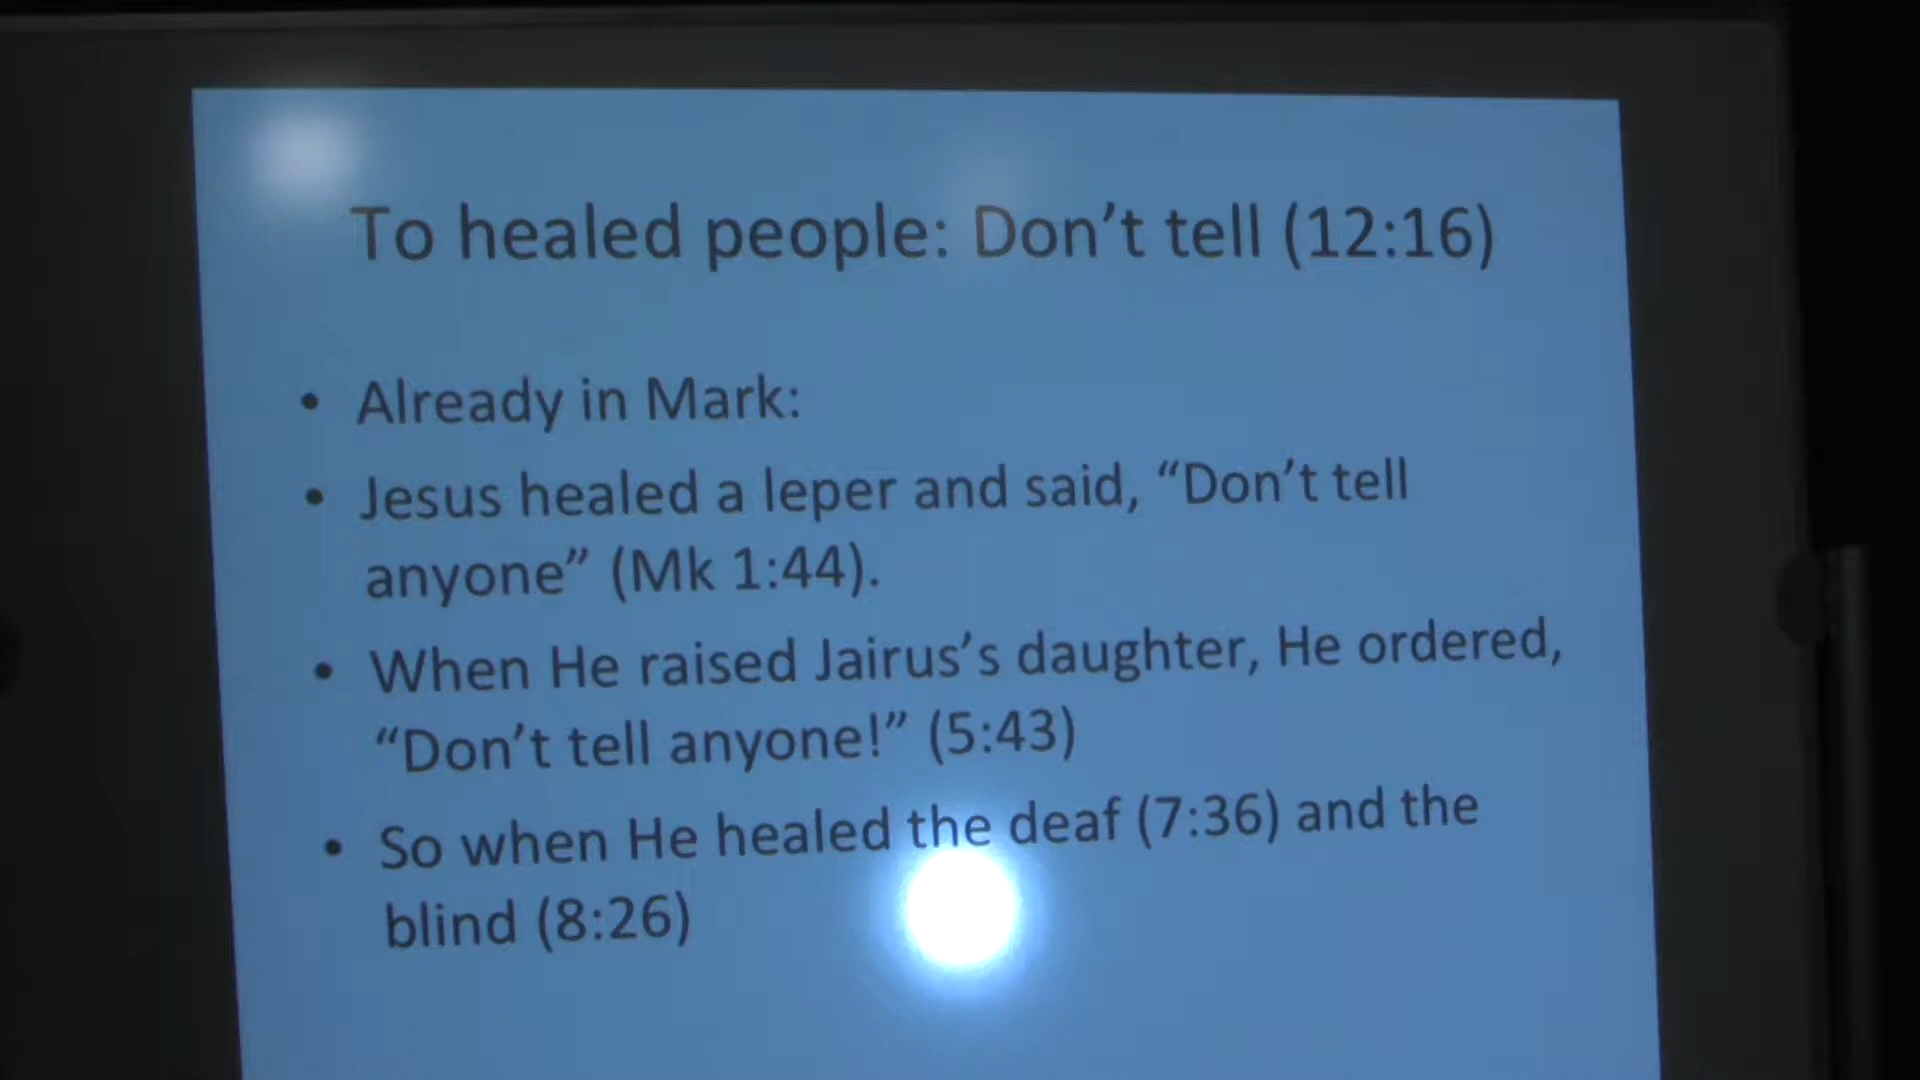 To healed people: Don’t tell (12:16)
• Already in Mark:
• Jesus healed a leper and said, “Don’t tell
anyone” (Mk 1:44).
• When He raised Jairus’s daughter, He ordered,
“Don’t tell anyone!” (5:43)
• So when He healed the deaf (7:36) and the
blind (8:26)